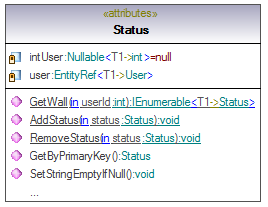 «attributes»
Status
intUser:Nullable<T1->int>=null
user:EntityRef<T1->User>
GetWall(in userId:int):IEnumerable<T1->Status>
AddStatus(in status:Status):void
RemoveStatus(in status:Status):void
GetByPrimaryKey():Status
SetStringEmptyIfNull():void
...